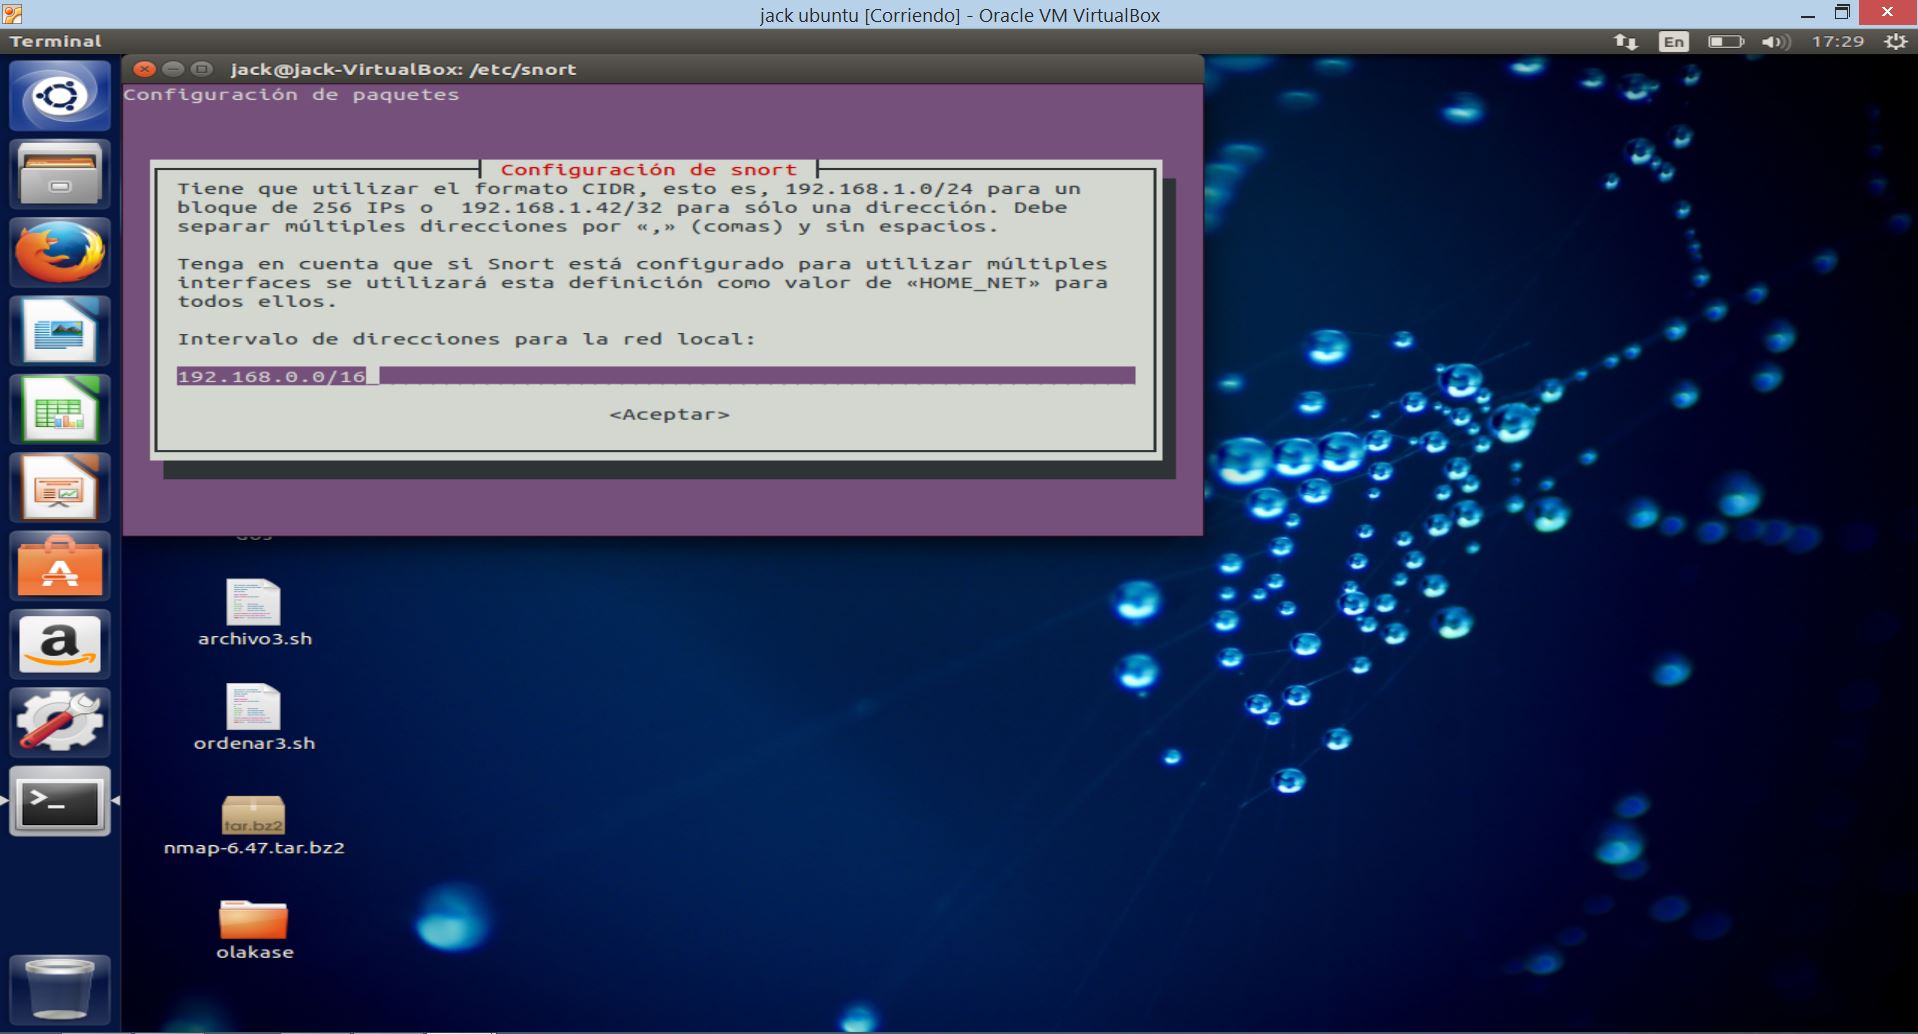 jack ubuntu [Corriendo] - Oracle VM VirtualBox
Terminal
En
17:29
jack@jack-VirtualBox: /etc/snort
Configuración de paquetes
Configuración de snort
Tiene que utilizar el formato CIDR, esto es, 192.168.1.0/24 para un
bloque de 256 IPs o  192.168.1.42/32 para sólo una dirección. Debe
separar múltiples direcciones por «,» (comas) y sin espacios.
Tenga en cuenta que si Snort está configurado para utilizar múltiples
interfaces se utilizará esta definición como valor de «HOME_NET» para
todos ellos.
Intervalo de direcciones para la red local:
192.168.0.0/16
<Aceptar>
archivo3.sh
ordenar3.sh
tar.bz2
nmap-6.47.tar.bz2
olakase